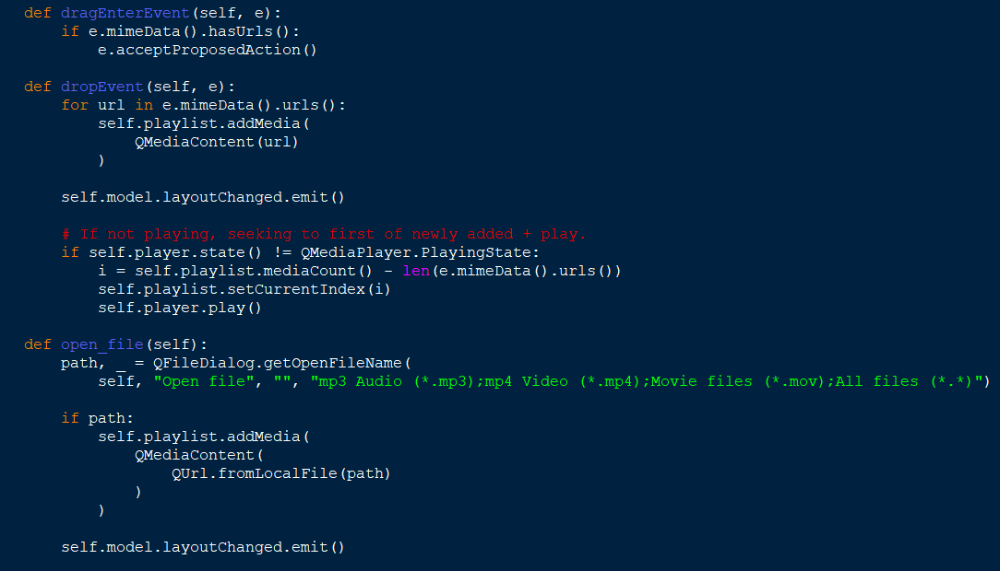 def dragEnterEvent(self, e):
    if e.mimeData().hasUrls():
        e.acceptProposedAction()

def dropEvent(self, e):
    for url in e.mimeData().urls():
        self.playlist.addMedia(
            QMediaContent(url)
        )

    self.model.layoutChanged.emit()

    # If not playing, seeking to first of newly added + play.
    if self.player.state() != QMediaPlayer.PlayingState:
        i = self.playlist.mediaCount() - len(e.mimeData().urls())
        self.playlist.setCurrentIndex(i)
        self.player.play()

def open_file(self):
    path, _ = QFileDialog.getOpenFileName(
        self, "Open file", "", "mp3 Audio (*.mp3);mp4 Video (*.mp4);Movie files (*.mov);All files (*.*)")

    if path:
        self.playlist.addMedia(
            QMediaContent(
                QUrl.fromLocalFile(path)
            )
        )

    self.model.layoutChanged.emit()